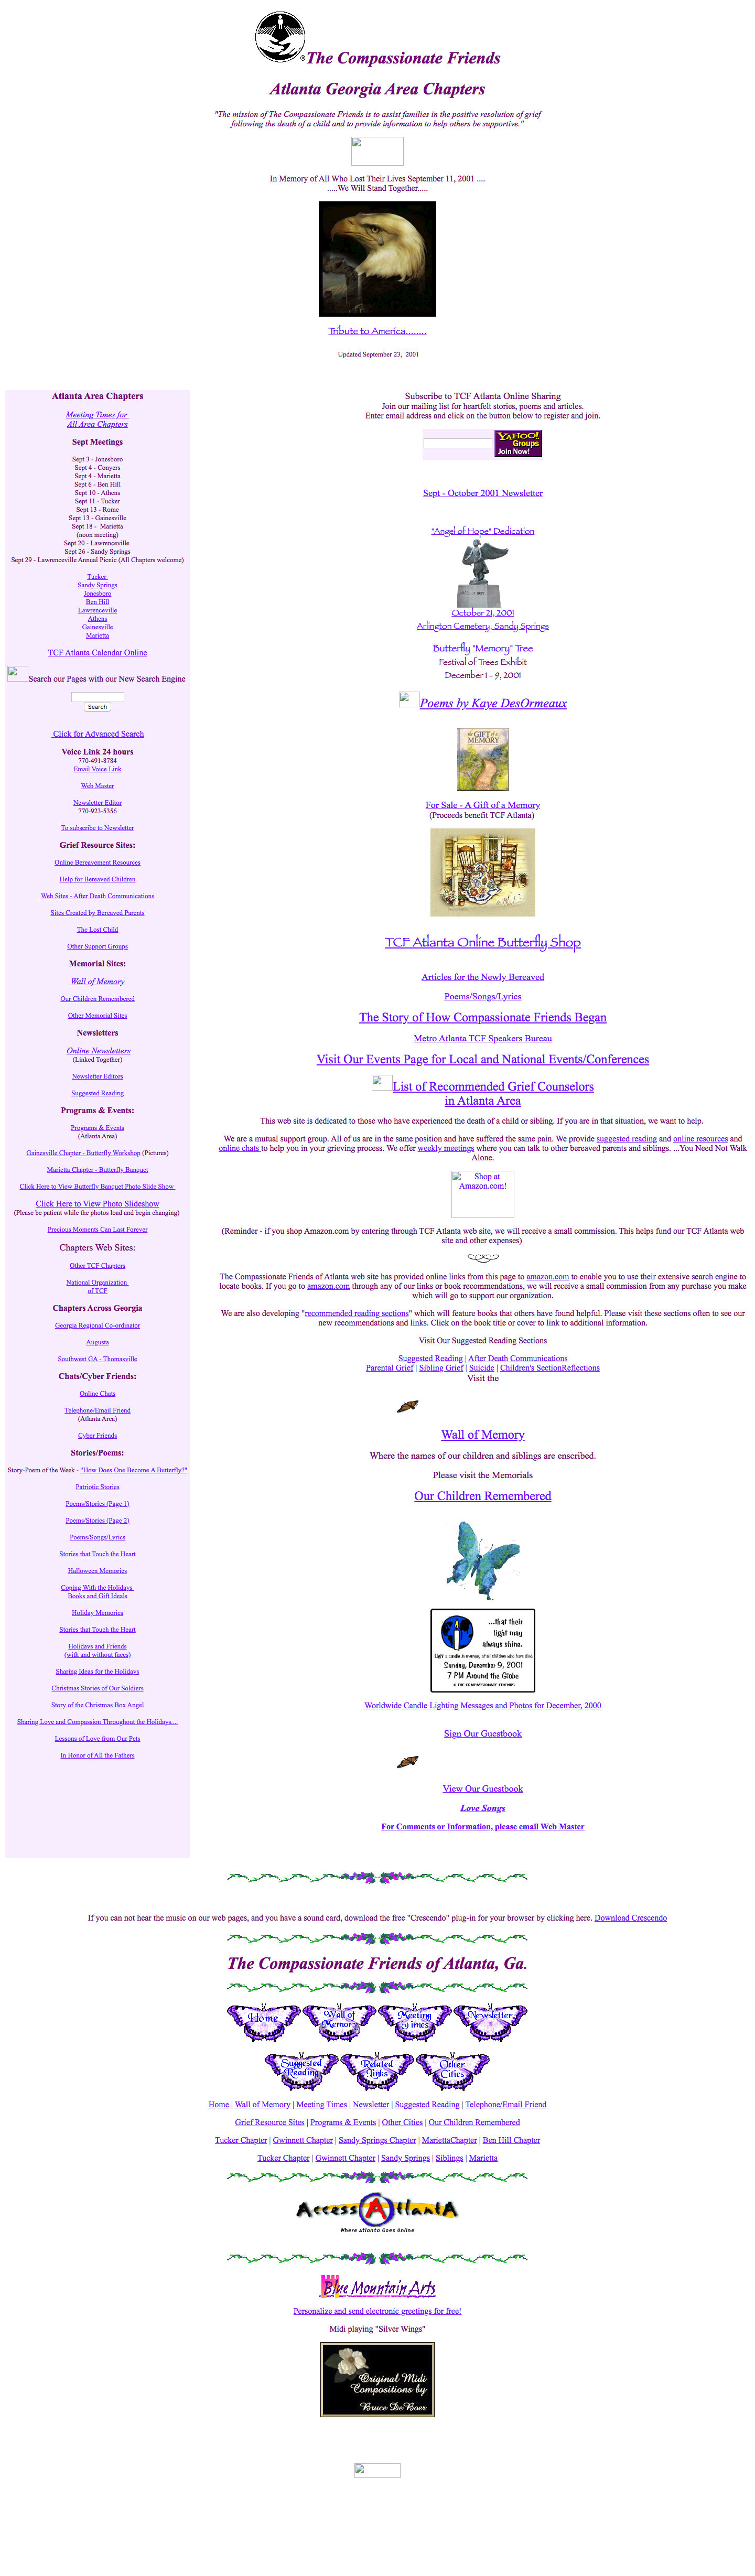 The Compassionate Friends
Atlanta Georgia Area Chapters
"The mission of The Compassionate Friends is to assist families in the positive resolution of grief
following the death of a child and to provide information to help others be supportive."
In Memory of All Who Lost Their Lives September 11, 2001 ....
.....We Will Stand Together.....
Tribute to America........
Updated September 23, 2001
Atlanta Area Chapters
Meeting Times for
All Area Chapters
Sept Meetings
Sept 3 - Jonesboro
Sept 4 - Conyers
Sept 4 - Marietta
Sept 6 - Ben Hill
Sept 10 - Athens
Sept 11 - Tucker
Sept 13 - Rome
Sept 13 - Gainesville
Sept 18 - Marietta
(noon meeting)
Sept 20 - Lawrenceville
Sept 26 - Sandy Springs
Sept 29 - Lawrenceville Annual Picnic (All Chapters welcome)
Tucker
Sandy Springs
Jonesboro
Ben Hill
Lawrenceville
Athens
Gainesville
Marietta
TCF Atlanta Calendar Online
Search our Pages with our New Search Engine
Search
Click for Advanced Search
Voice Link 24 hours
770-491-8784
Email Voice Link
Web Master
Newsletter Editor
770-923-5356
To subscribe to Newsletter
Grief Resource Sites:
Online Bereavement Resources
Help for Bereaved Children
Web Sites - After Death Communications
Sites Created by Bereaved Parents
The Lost Child
Other Support Groups
Memorial Sites:
Wall of Memory
Our Children Remembered
Other Memorial Sites
Newsletters
Online Newsletters
(Linked Together)
Newsletter Editors
Suggested Reading
Programs & Events:
Programs & Events
(Atlanta Area)
Gainesville Chapter - Butterfly Workshop (Pictures)
Marietta Chapter - Butterfly Banquet
Click Here to View Butterfly Banquet Photo Slide Show
Click Here to View Photo Slideshow
(Please be patient while the photos load and begin changing)
Precious Moments Can Last Forever
Chapters Web Sites:
Other TCF Chapters
National Organization
of TCF
Chapters Across Georgia
Georgia Regional Co-ordinator
Augusta
Southwest GA - Thomasville
Chats/Cyber Friends:
Online Chats
Telephone/Email Friend
(Atlanta Area)
Cyber Friends
Stories/Poems:
Story-Poem of the Week - "How Does One Become A Butterfly?"
Patriotic Stories
Poems/Stories (Page 1)
Poems/Stories (Page 2)
Poems/Songs/Lyrics
Stories that Touch the Heart
Halloween Memories
Coping With the Holidays
Books and Gift Ideals
Holiday Memories
Stories that Touch the Heart
Holidays and Friends
(with and without faces)
Sharing Ideas for the Holidays
Christmas Stories of Our Soldiers
Story of the Christmas Box Angel
Sharing Love and Compassion Throughout the Holidays....
Lessons of Love from Our Pets
In Honor of All the Fathers
Subscribe to TCF Atlanta Online Sharing
Join our mailing list for heartfelt stories, poems and articles.
Enter email address and click on the button below to register and join.
YAHOO!
Groups
Join Now!
Sept - October 2001 Newsletter
"Angel of Hope" Dedication
October 21, 2001
Arlington Cemetery, Sandy Springs
Butterfly "Memory" Tree
Festival of Trees Exhibit
December 1 - 9, 2001
Poems by Kaye DesOrmeaux
THE GIFT OF A
MEMORY
For Sale - A Gift of a Memory
(Proceeds benefit TCF Atlanta)
TCF Atlanta Online Butterfly Shop
Articles for the Newly Bereaved
Poems/Songs/Lyrics
The Story of How Compassionate Friends Began
Metro Atlanta TCF Speakers Bureau
Visit Our Events Page for Local and National Events/Conferences
List of Recommended Grief Counselors
in Atlanta Area
This web site is dedicated to those who have experienced the death of a child or sibling. If you are in that situation, we want to help.
We are a mutual support group. All of us are in the same position and have suffered the same pain. We provide suggested reading and online resources and
online chats to help you in your grieving process. We offer weekly meetings where you can talk to other bereaved parents and siblings. ...You Need Not Walk
Alone.
Shop at
Amazon.com!
(Reminder - if you shop Amazon.com by entering through TCF Atlanta web site, we will receive a small commission. This helps fund our TCF Atlanta web
site and other expenses)
The Compassionate Friends of Atlanta web site has provided online links from this page to amazon.com to enable you to use their extensive search engine to
locate books. If you go to amazon.com through any of our links or book recommendations, we will receive a small commission from any purchase you make
which will go to support our organization.
We are also developing "recommended reading sections" which will feature books that others have found helpful. Please visit these sections often to see our
new recommendations and links. Click on the book title or cover to link to additional information.
Visit Our Suggested Reading Sections
Suggested Reading | After Death Communications
Parental Grief | Sibling Grief | Suicide | Children's SectionReflections
Visit the
Wall of Memory
Where the names of our children and siblings are enscribed.
Please visit the Memorials
Our Children Remembered
...that their
light may
always shine.
Light a candle in memory of all children who have died.
Sunday, December 9, 2001
7 PM Around the Globe
© THE COMPASSIONATE FRIENDS
Worldwide Candle Lighting Messages and Photos for December, 2000
Sign Our Guestbook
View Our Guestbook
Love Songs
For Comments or Information, please email Web Master
If you can not hear the music on our web pages, and you have a sound card, download the free "Crescendo" plug-in for your browser by clicking here. Download Crescendo
The Compassionate Friends of Atlanta, Ga.
Home
Wall of
Memory
Meeting
Times
Newsletter
Suggested
Reading
Related
Links
Other
Cities
Home | Wall of Memory | Meeting Times | Newsletter | Suggested Reading | Telephone/Email Friend
Grief Resource Sites | Programs & Events | Other Cities | Our Children Remembered
Tucker Chapter | Gwinnett Chapter | Sandy Springs Chapter | MariettaChapter | Ben Hill Chapter
Tucker Chapter | Gwinnett Chapter | Sandy Springs | Siblings | Marietta
Access AtlantA
Where Atlanta Goes Online
Blue Mountain Arts
Personalize and send electronic greetings for free!
Midi playing "Silver Wings"
Original Midi
Compositions by
Bruce DeBoer